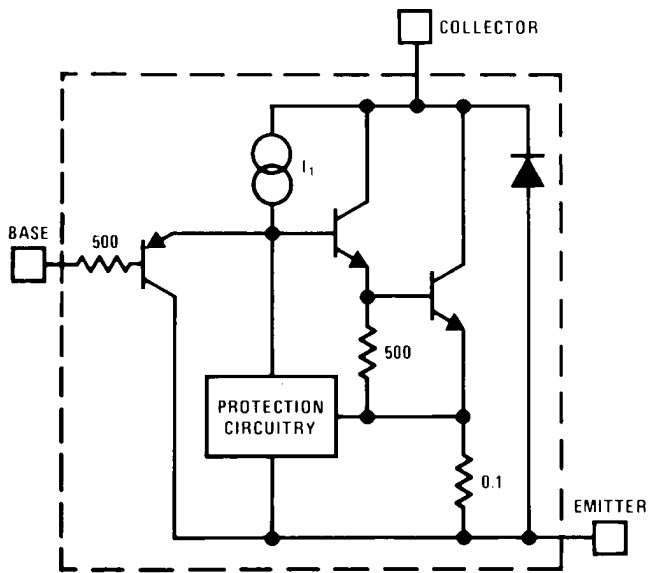 COLLECTOR
I₁
BASE
500
500
PROTECTION
CIRCUITRY
0.1
EMITTER